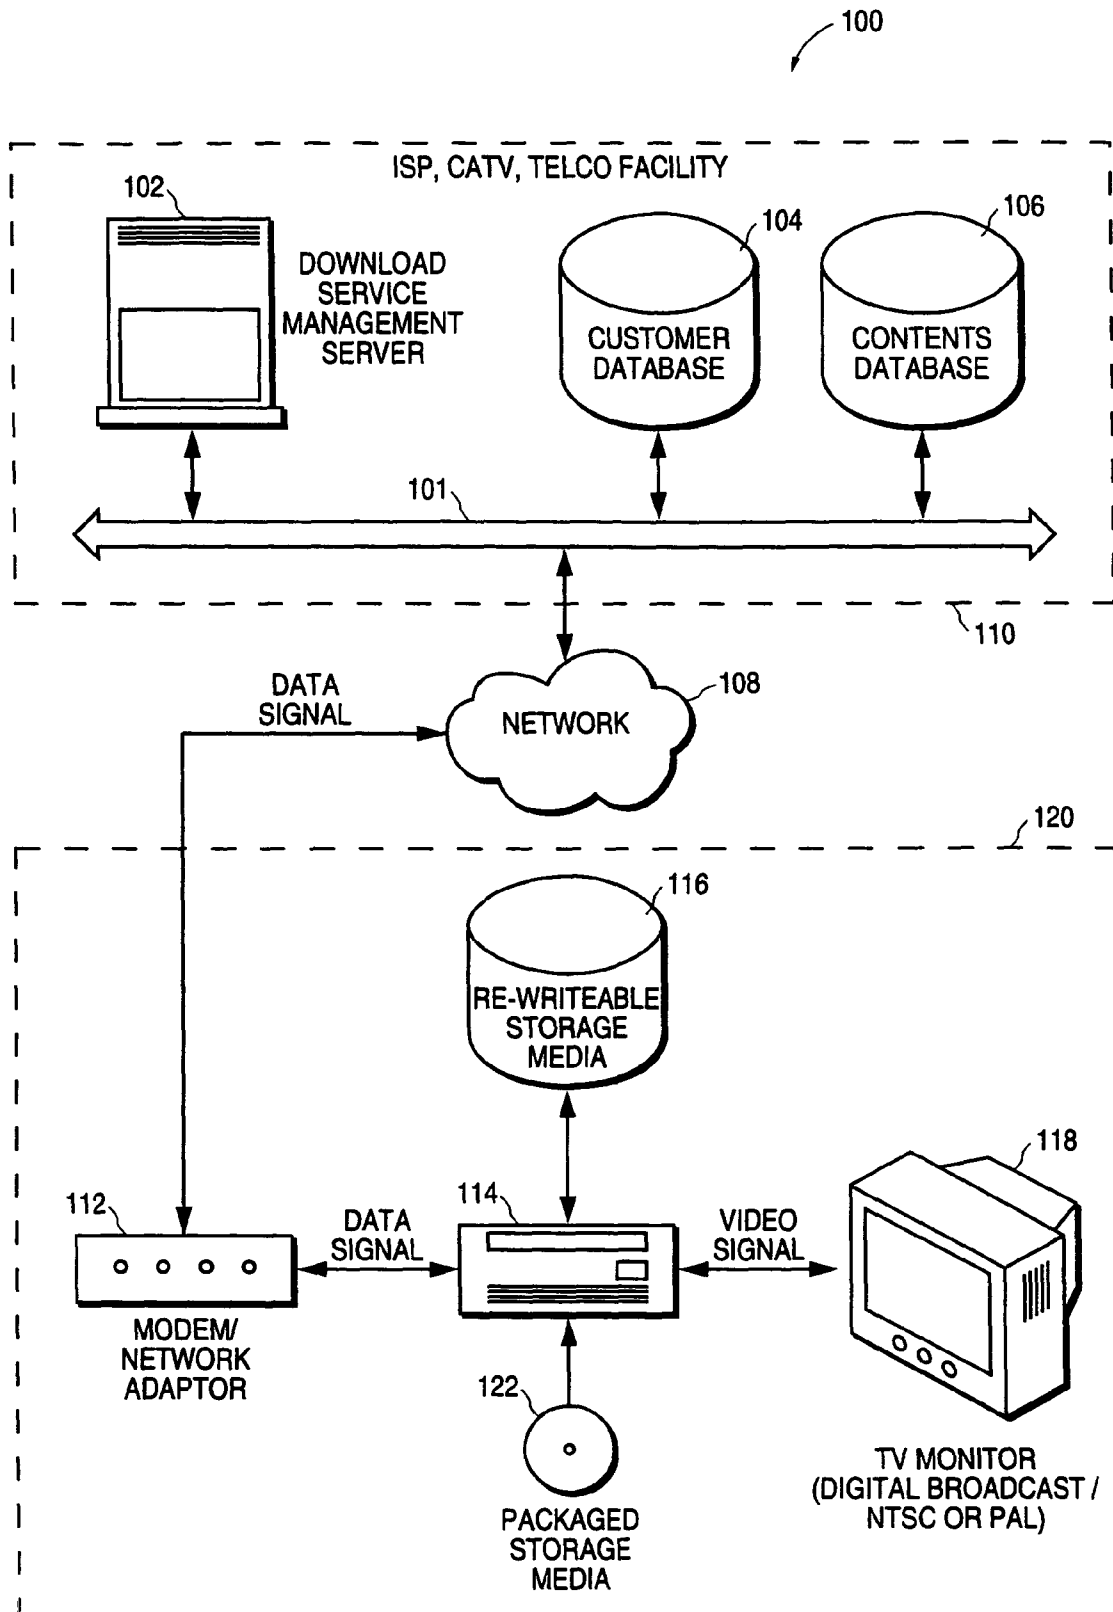 100
ISP, CATV, TELCO FACILITY
102
DOWNLOAD
SERVICE
MANAGEMENT
SERVER
104
CUSTOMER
DATABASE
106
CONTENTS
DATABASE
101
110
DATA
SIGNAL
108
NETWORK
120
116
RE-WRITEABLE
STORAGE
MEDIA
112
MODEM/
NETWORK
ADAPTOR
DATA
SIGNAL
114
VIDEO
SIGNAL
118
122
PACKAGED
STORAGE
MEDIA
TV MONITOR
(DIGITAL BROADCAST /
NTSC OR PAL)